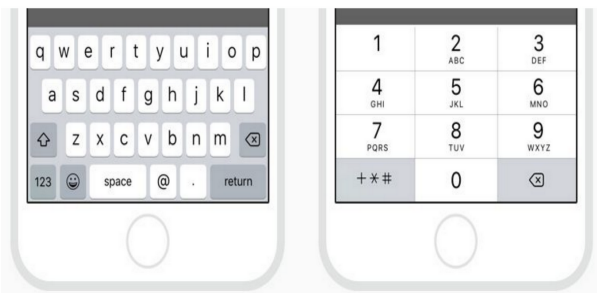 q w e r t y u i o p
a s d f g h j k l
z x c v b n m
123 space @ . return
1 2 3
ABC DEF
4 5 6
GHI JKL MNO
7 8 9
PQRS TUV WXYZ
+*# 0